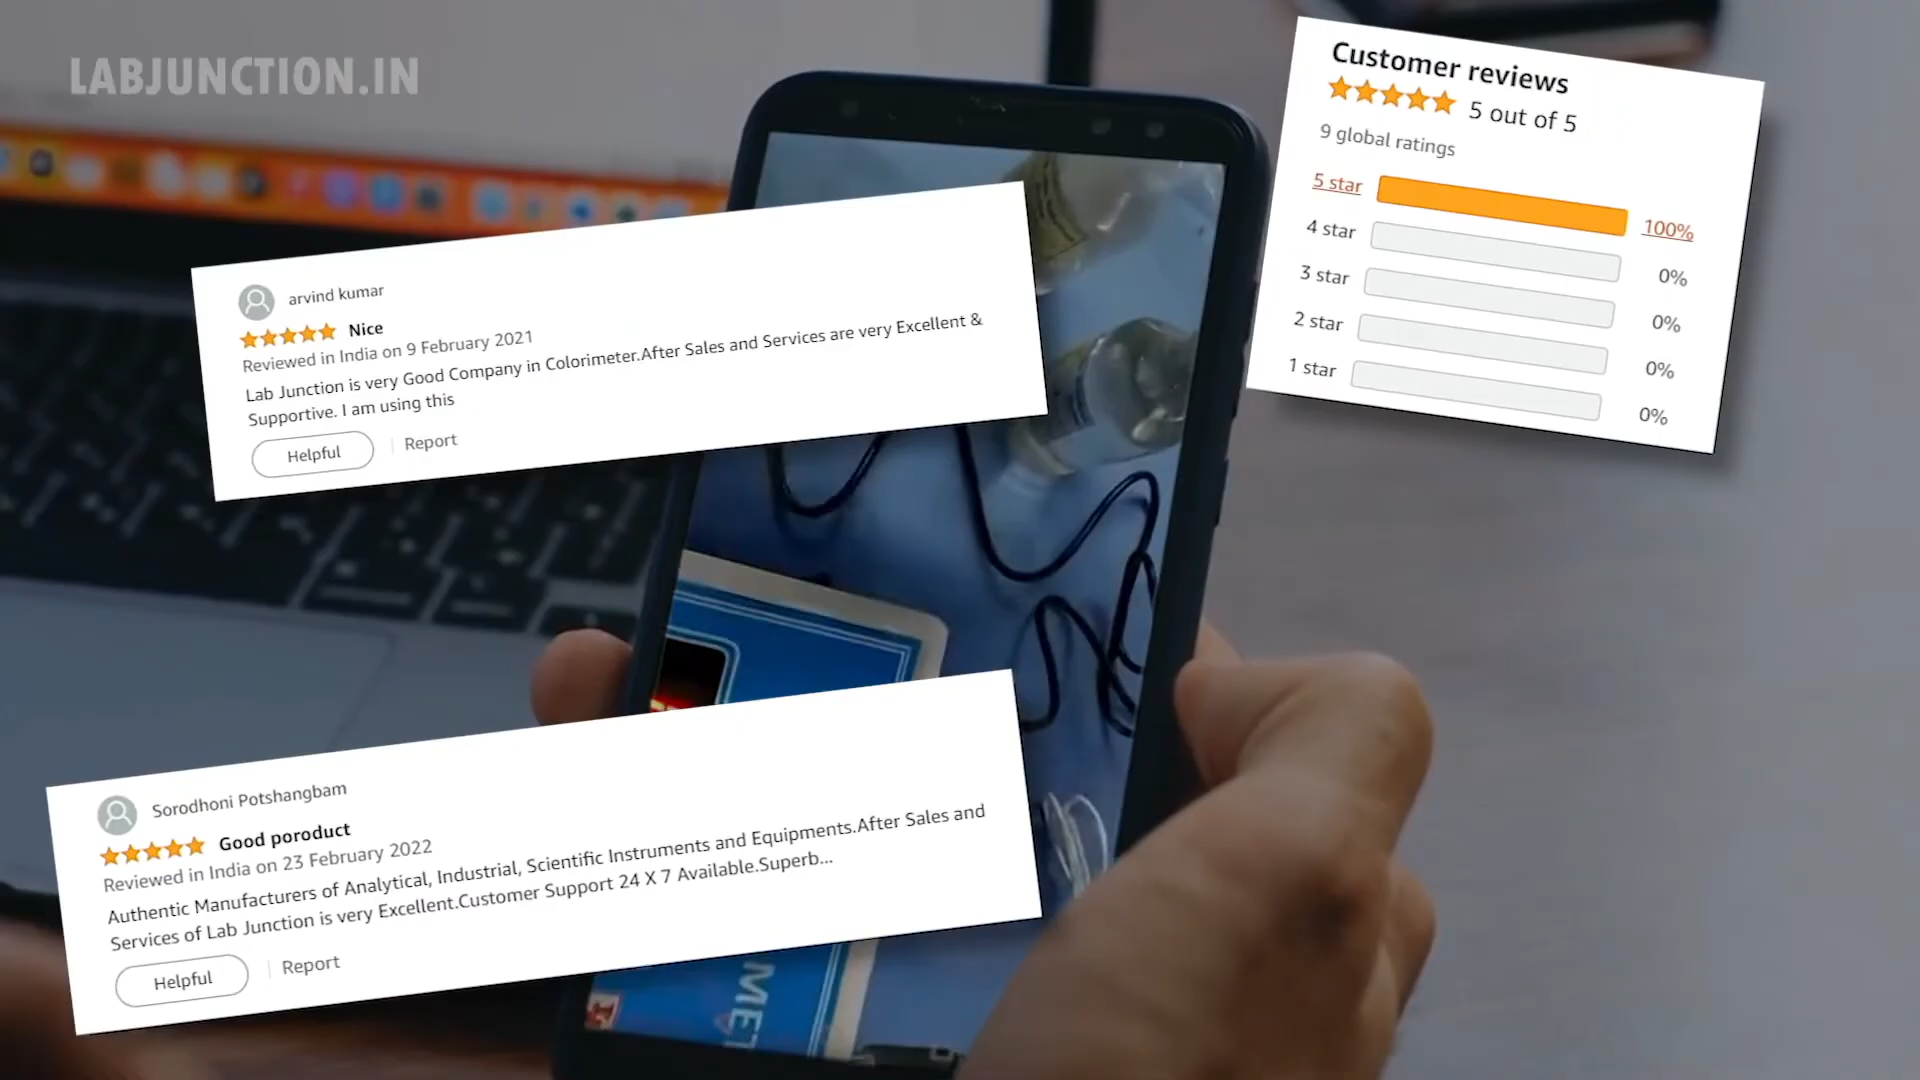 LABJUNCTION.IN
Customer reviews
5 out of 5
9 global ratings
5 star 100%
4 star 0%
3 star 0%
2 star 0%
1 star 0%
arvind kumar
Nice
Reviewed in India on 9 February 2021
Lab Junction is very Good Company in Colorimeter.After Sales and Services are very Excellent &
Supportive. I am using this
Helpful Report
Sorodhoni Potshangbam
Good poroduct
Reviewed in India on 23 February 2022
Authentic Manufacturers of Analytical, Industrial, Scientific Instruments and Equipments.After Sales and
Services of Lab Junction is very Excellent.Customer Support 24 X 7 Available.Superb...
Helpful Report
MET